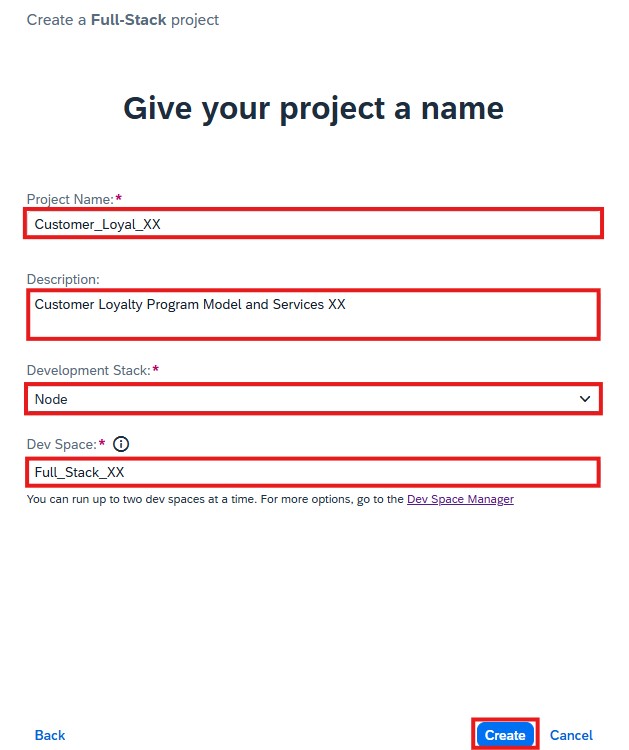 Create a Full-Stack project
Give your project a name
Project Name:*
Customer_Loyal_XX
Description:
Customer Loyalty Program Model and Services XX
Development Stack:*
Node
Dev Space:*
Full_Stack_XX
You can run up to two dev spaces at a time. For more options, go to the Dev Space Manager
Back Create Cancel